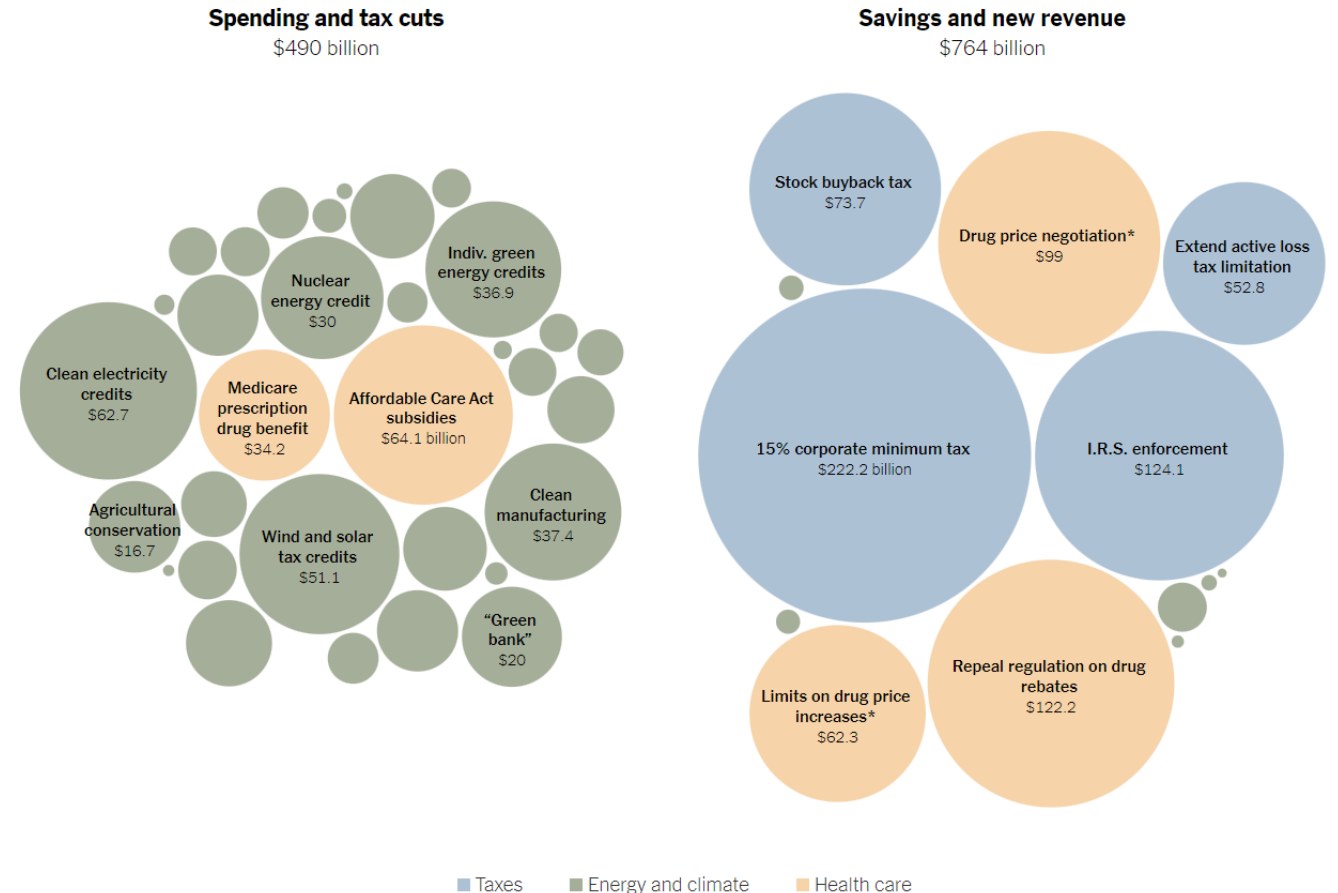 Spending and tax cuts
$490 billion
Savings and new revenue
$764 billion
Indiv. green
energy credits
$36.9
Nuclear
energy credit
$30
Clean electricity
credits
$62.7
Medicare
prescription
drug benefit
$34.2
Affordable Care Act
subsidies
$64.1 billion
Agricultural
conservation
$16.7
Wind and solar
tax credits
$51.1
Clean
manufacturing
$37.4
“Green
bank”
$20
Stock buyback tax
$73.7
Drug price negotiation*
$99
Extend active loss
tax limitation
$52.8
15% corporate minimum tax
$222.2 billion
I.R.S. enforcement
$124.1
Limits on drug price
increases*
$62.3
Repeal regulation on drug
rebates
$122.2
Taxes
Energy and climate
Health care